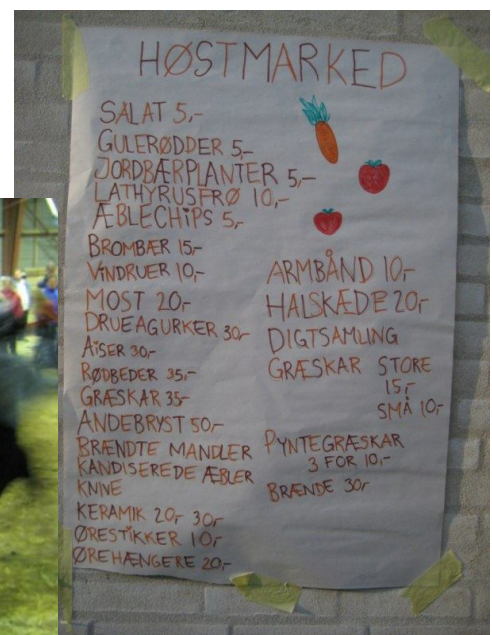 HØSTMARKED
SALAT 5,-
GULERØDDER 5,-
JORDBÆRPLANTER 5,-
LATHYRUSFRØ 10,-
ÆBLECHIPS 5,-
BROMBÆR 15,-
VINDRUER 10,-
MOST 20,-
DRUEAGURKER 30,-
AÏSER 30,-
RØDBEDER 35,-
GRÆSKAR 35,-
ANDEBRYST 50,-
BRÆNDTE MANDLER
KANDISEREDE ÆBLER
KNIVE
KERAMIK 20,- 30,-
ØRESTIKKER 10,-
ØREHÆNGERE 20,-
ARMBÅND 10,-
HALSKÆDE 20,-
DIGTSAMLING
GRÆSKAR STORE
15,-
SMÅ 10,-
PYNTEGRÆSKAR
3 FOR 10,-
BRÆNDE 30,-